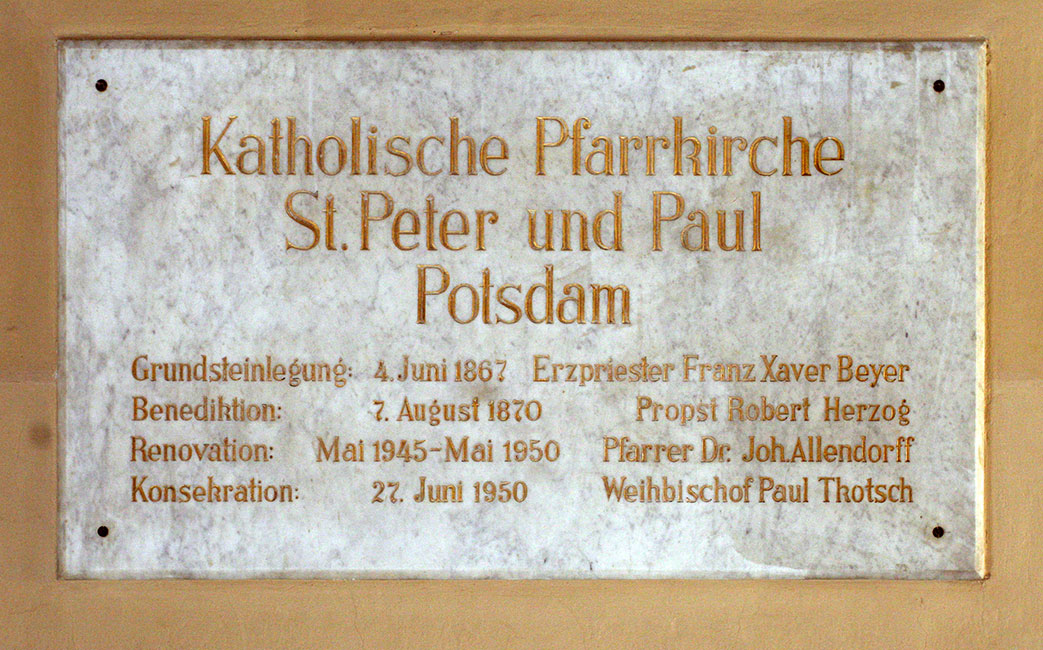 Katholische Pfarrkirche
St. Peter und Paul
Potsdam
Grundsteinlegung: 4. Juni 1867 Erzpriester Franz Xaver Beyer
Benediktion: 7. August 1870 Propst Robert Herzog
Renovation: Mai 1945-Mai 1950 Pfarrer Dr. Joh. Allendorff
Konsekration: 27. Juni 1950 Weihbischof Paul Tkotsch